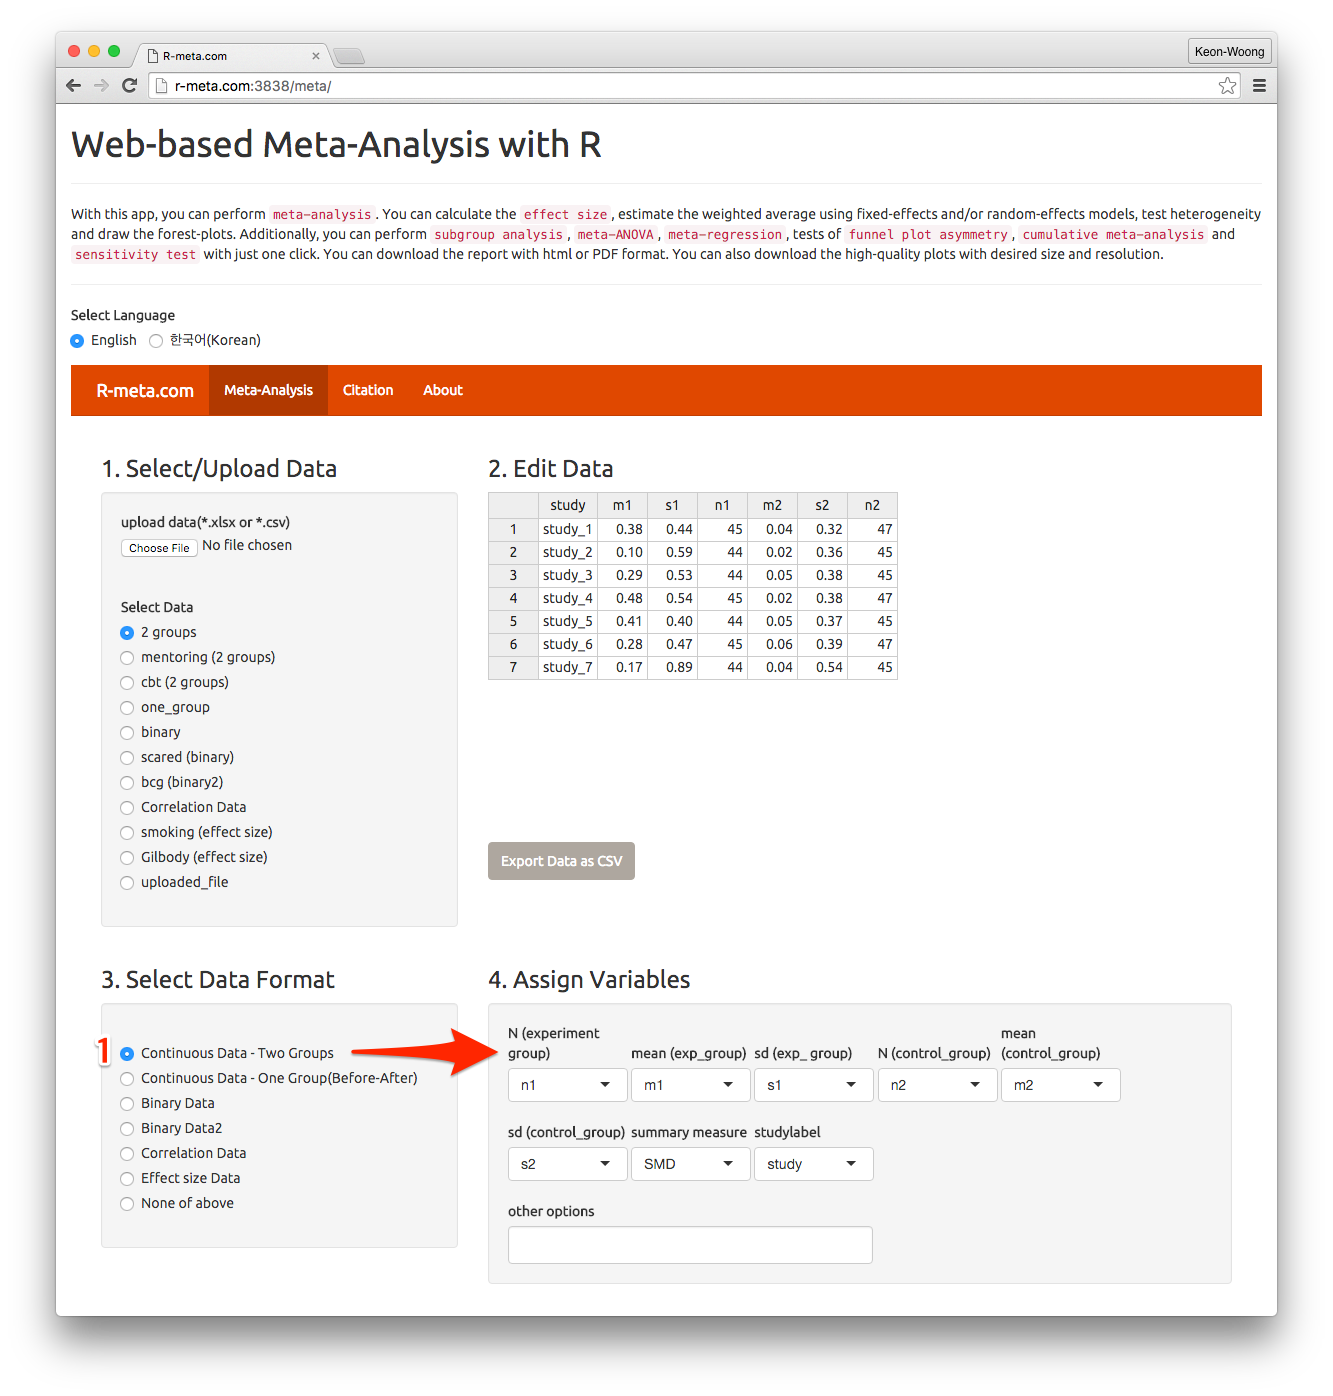 R-meta.com
Keon-Woong
r-meta.com:3838/meta/
Web-based Meta-Analysis with R
With this app, you can perform meta-analysis. You can calculate the effect size, estimate the weighted average using fixed-effects and/or random-effects models, test heterogeneity
and draw the forest-plots. Additionally, you can perform subgroup analysis, meta-ANOVA, meta-regression, tests of funnel plot asymmetry, cumulative meta-analysis and
sensitivity test with just one click. You can download the report with html or PDF format. You can also download the high-quality plots with desired size and resolution.
Select Language
English 한국어(Korean)
R-meta.com Meta-Analysis Citation About
1. Select/Upload Data
upload data(*.xlsx or *.csv)
Choose File No file chosen
Select Data
2 groups
mentoring (2 groups)
cbt (2 groups)
one_group
binary
scared (binary)
bcg (binary2)
Correlation Data
smoking (effect size)
Gilbody (effect size)
uploaded_file
2. Edit Data
study m1 s1 n1 m2 s2 n2
1 study_1 0.38 0.44 45 0.04 0.32 47
2 study_2 0.10 0.59 44 0.02 0.36 45
3 study_3 0.29 0.53 44 0.05 0.38 45
4 study_4 0.48 0.54 45 0.02 0.38 47
5 study_5 0.41 0.40 44 0.05 0.37 45
6 study_6 0.28 0.47 45 0.06 0.39 47
7 study_7 0.17 0.89 44 0.04 0.54 45
Export Data as CSV
3. Select Data Format
1
Continuous Data - Two Groups
Continuous Data - One Group(Before-After)
Binary Data
Binary Data2
Correlation Data
Effect size Data
None of above
4. Assign Variables
N (experiment
group) mean (exp_group) sd (exp_ group) N (control_group) mean
(control_group)
n1 m1 s1 n2 m2
sd (control_group) summary measure studylabel
s2 SMD study
other options